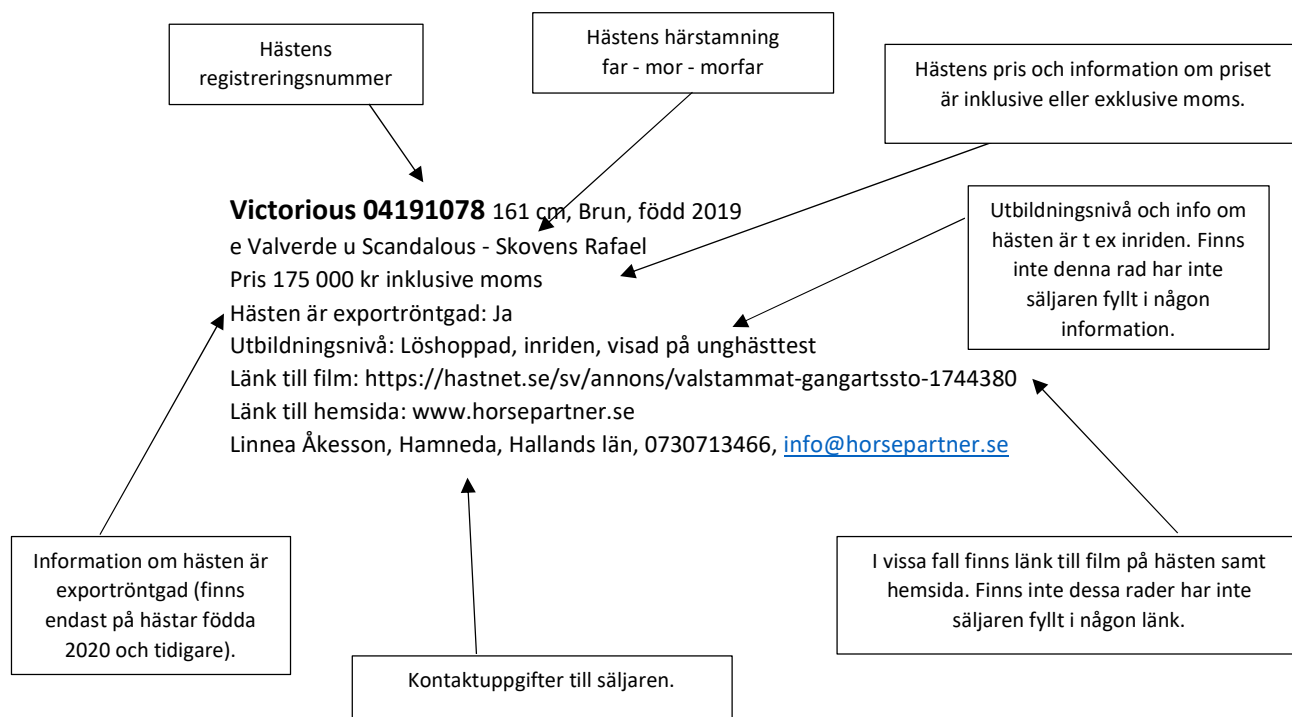 Hästens
registreringsnummer
Hästens härstamning
far - mor - morfar
Hästens pris och information om priset
är inklusive eller exklusive moms.
Victorious 04191078 161 cm, Brun, född 2019
e Valverde u Scandalous - Skovens Rafael
Pris 175 000 kr inklusive moms
Hästen är exportröntgad: Ja
Utbildningsnivå: Löshoppad, inriden, visad på unghästtest
Länk till film: https://hastnet.se/sv/annons/valstammat-gangartssto-1744380
Länk till hemsida: www.horsepartner.se
Linnea Åkesson, Hamneda, Hallands län, 0730713466, info@horsepartner.se
Utbildningsnivå och info om
hästen är t ex inriden. Finns
inte denna rad har inte
säljaren fyllt i någon
information.
Information om hästen är
exportröntgad (finns
endast på hästar födda
2020 och tidigare).
Kontaktuppgifter till säljaren.
I vissa fall finns länk till film på hästen samt
hemsida. Finns inte dessa rader har inte
säljaren fyllt i någon länk.